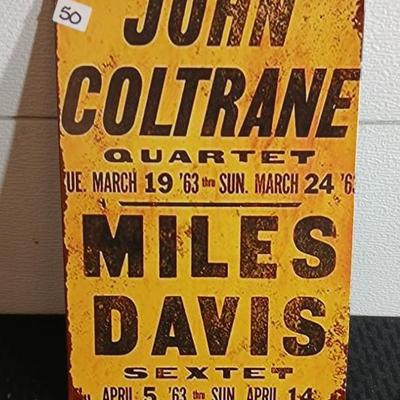 50
JOHN
COLTRANE
QUARTET
UE. MARCH 19 '63 thru SUN. MARCH 24 '63
MILES
DAVIS
SEXTET
APRIL 5 '63 thru SUN. APRIL 14